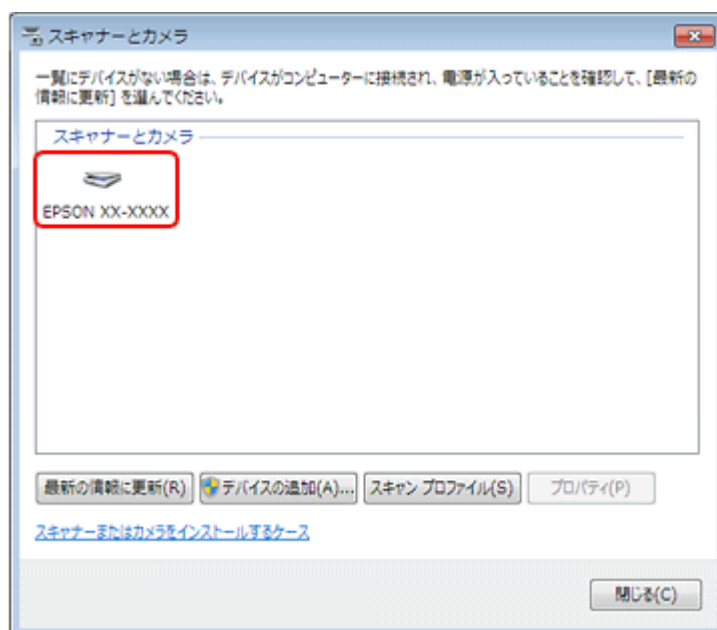 スキャナーとカメラ
一覧にデバイスがない場合は、デバイスがコンピューターに接続され、電源が入っていることを確認して、[最新の
情報に更新] を選んでください。
スキャナーとカメラ
EPSON XX-XXXX
最新の情報に更新(R) デバイスの追加(A)... スキャン プロファイル(S) プロパティ(P)
スキャナーまたはカメラをインストールするケース
閉じる(C)